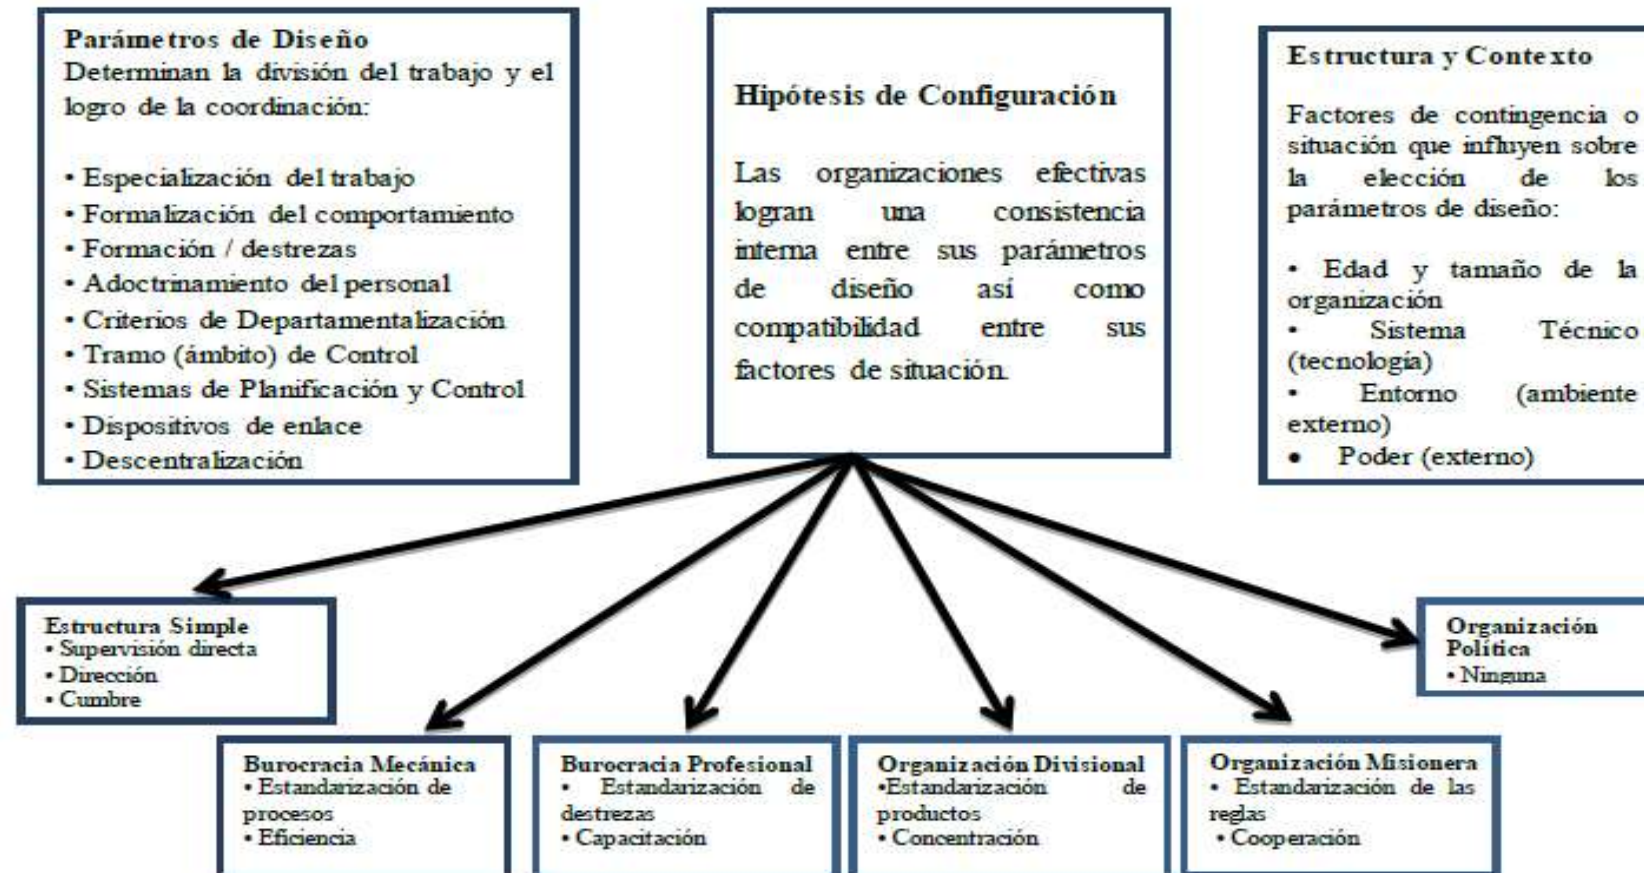 Parámetros de Diseño
Determinan la división del trabajo y el
logro de la coordinación:
• Especialización del trabajo
• Formalización del comportamiento
• Formación / destrezas
• Adoctrinamiento del personal
• Criterios de Departamentalización
• Tramo (ámbito) de Control
• Sistemas de Planificación y Control
• Dispositivos de enlace
• Descentralización
Hipótesis de Configuración
Las organizaciones efectivas
logran una consistencia
interna entre sus parámetros
de diseño así como
compatibilidad entre sus
factores de situación.
Estructura y Contexto
Factores de contingencia o
situación que influyen sobre
la elección de los
parámetros de diseño:
• Edad y tamaño de la
organización
• Sistema Técnico
(tecnología)
• Entorno (ambiente
externo)
• Poder (externo)
Estructura Simple
• Supervisión directa
• Dirección
• Cumbre
Burocracia Mecánica
• Estandarización de
procesos
• Eficiencia
Burocracia Profesional
• Estandarización de
destrezas
• Capacitación
Organización Divisional
•Estandarización de
productos
• Concentración
Organización Misionera
• Estandarización de las
reglas
• Cooperación
Organización
Política
• Ninguna